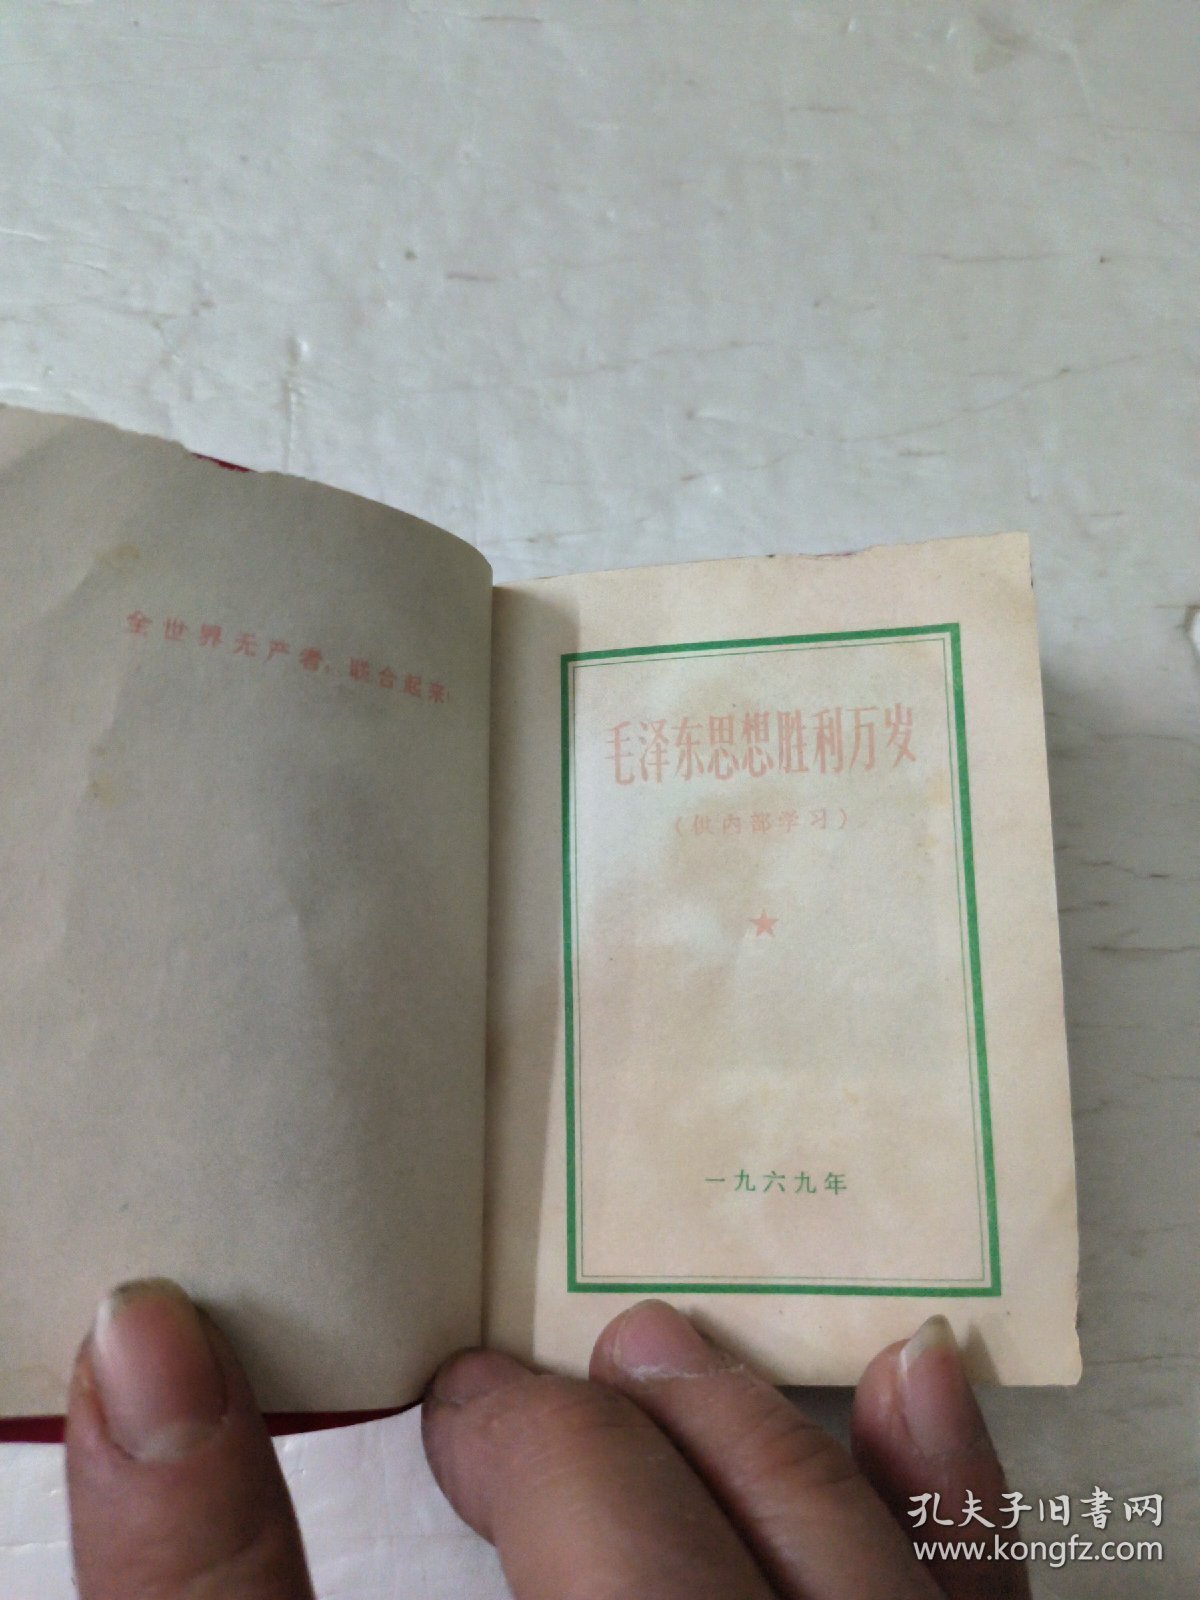 全世界无产者，联合起来！
毛泽东思想胜利万岁
（供内部学习）
一九六九年
孔夫子旧书网
www.kongfz.com